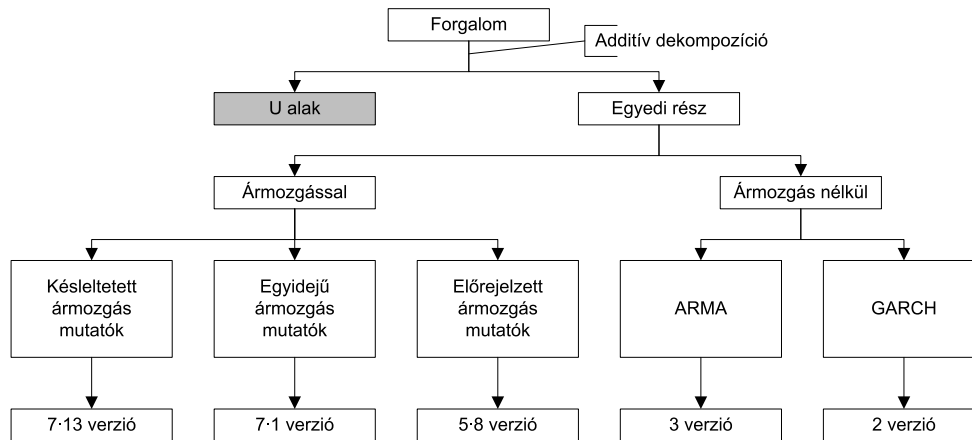 Forgalom
Additív dekompozíció
U alak
Egyedi rész
Ármozgással
Ármozgás nélkül
Késleltetett
ármozgás
mutatók
Egyidejű
ármozgás
mutatók
Előrejelzett
ármozgás
mutatók
ARMA
GARCH
7·13 verzió
7·1 verzió
5·8 verzió
3 verzió
2 verzió